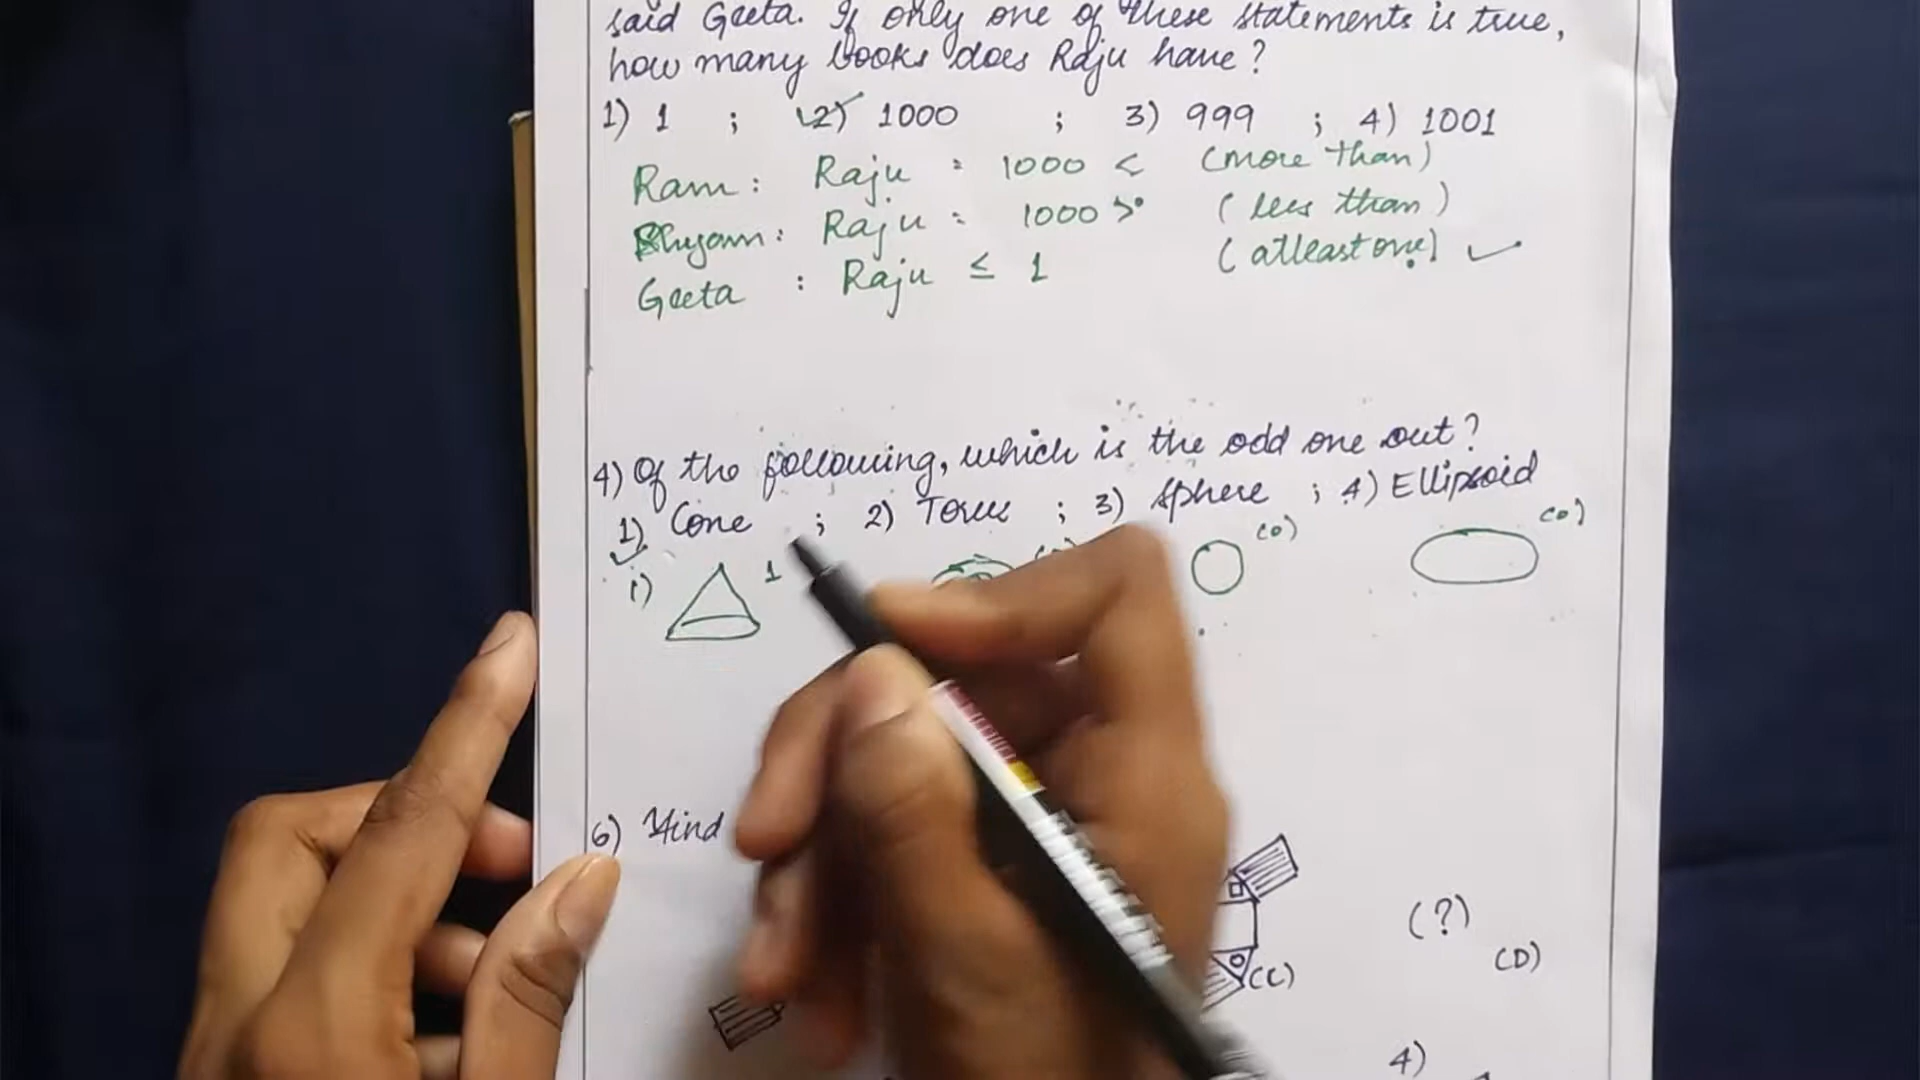 said Geeta. If only one of these statements is true,
how many books does Raju have?
1) 1 ; 2) 1000 ; 3) 999 ; 4) 1001
Ram : Raju = 1000 < (more than)
Shyam : Raju = 1000 > (less than)
Geeta : Raju ≤ 1 (atleast one)
4) Of the following, which is the odd one out?
1) Cone ; 2) Torus ; 3) Sphere ; 4) Ellipsoid
1) 1 (0) (0)
6) Find
(?)
(C) (D)
4)